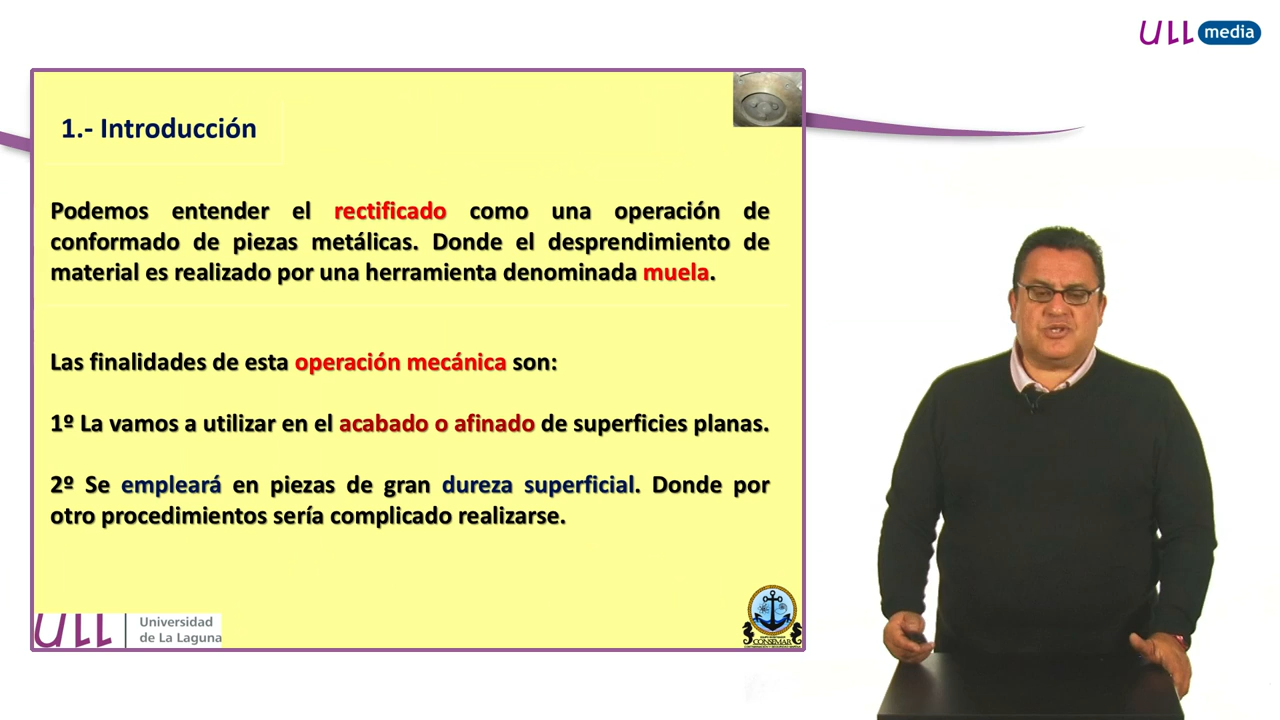 ULL media
1.- Introducción
Podemos entender el rectificado como una operación de
conformado de piezas metálicas. Donde el desprendimiento de
material es realizado por una herramienta denominada muela.
Las finalidades de esta operación mecánica son:
1º La vamos a utilizar en el acabado o afinado de superficies planas.
2º Se empleará en piezas de gran dureza superficial. Donde por
otro procedimientos sería complicado realizarse.
ULL
Universidad
de La Laguna
CONSEMAR